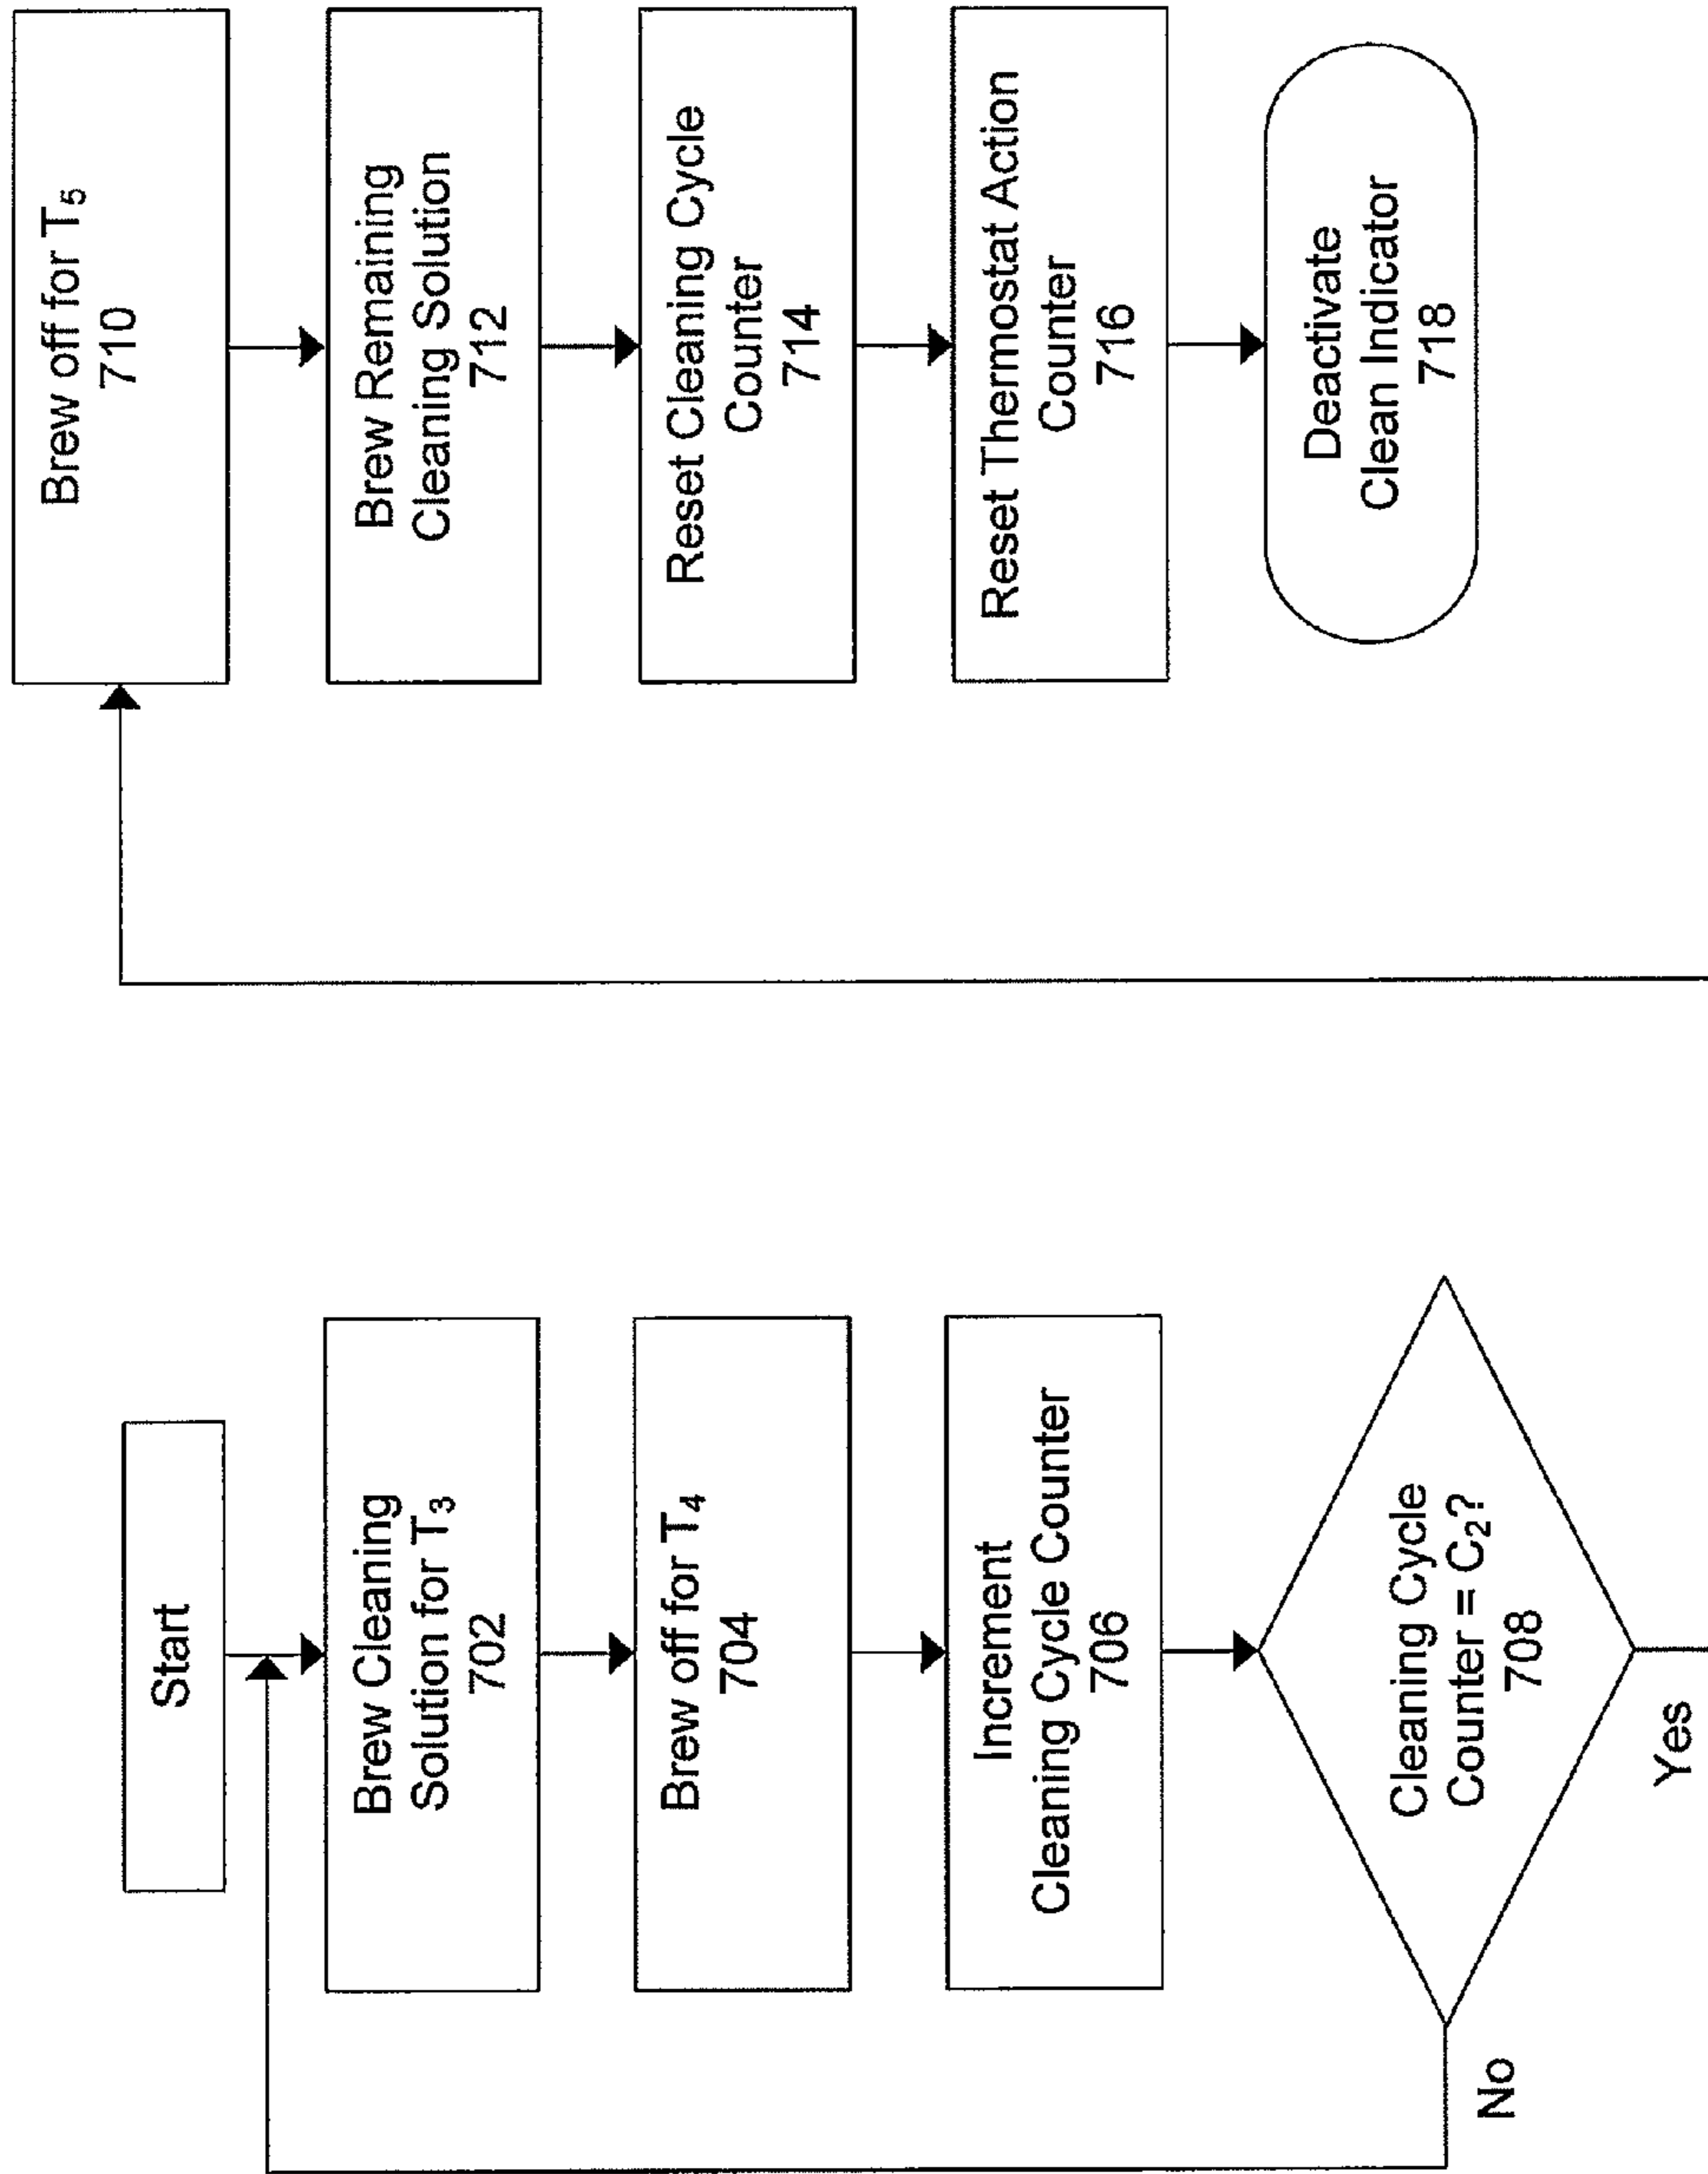 Start
Brew Cleaning
Solution for T₃
702
Brew off for T₄
704
Increment
Cleaning Cycle Counter
706
Cleaning Cycle
Counter = C₂?
708
No
Yes
Brew off for T₅
710
Brew Remaining
Cleaning Solution
712
Reset Cleaning Cycle
Counter
714
Reset Thermostat Action
Counter
716
Deactivate
Clean Indicator
718